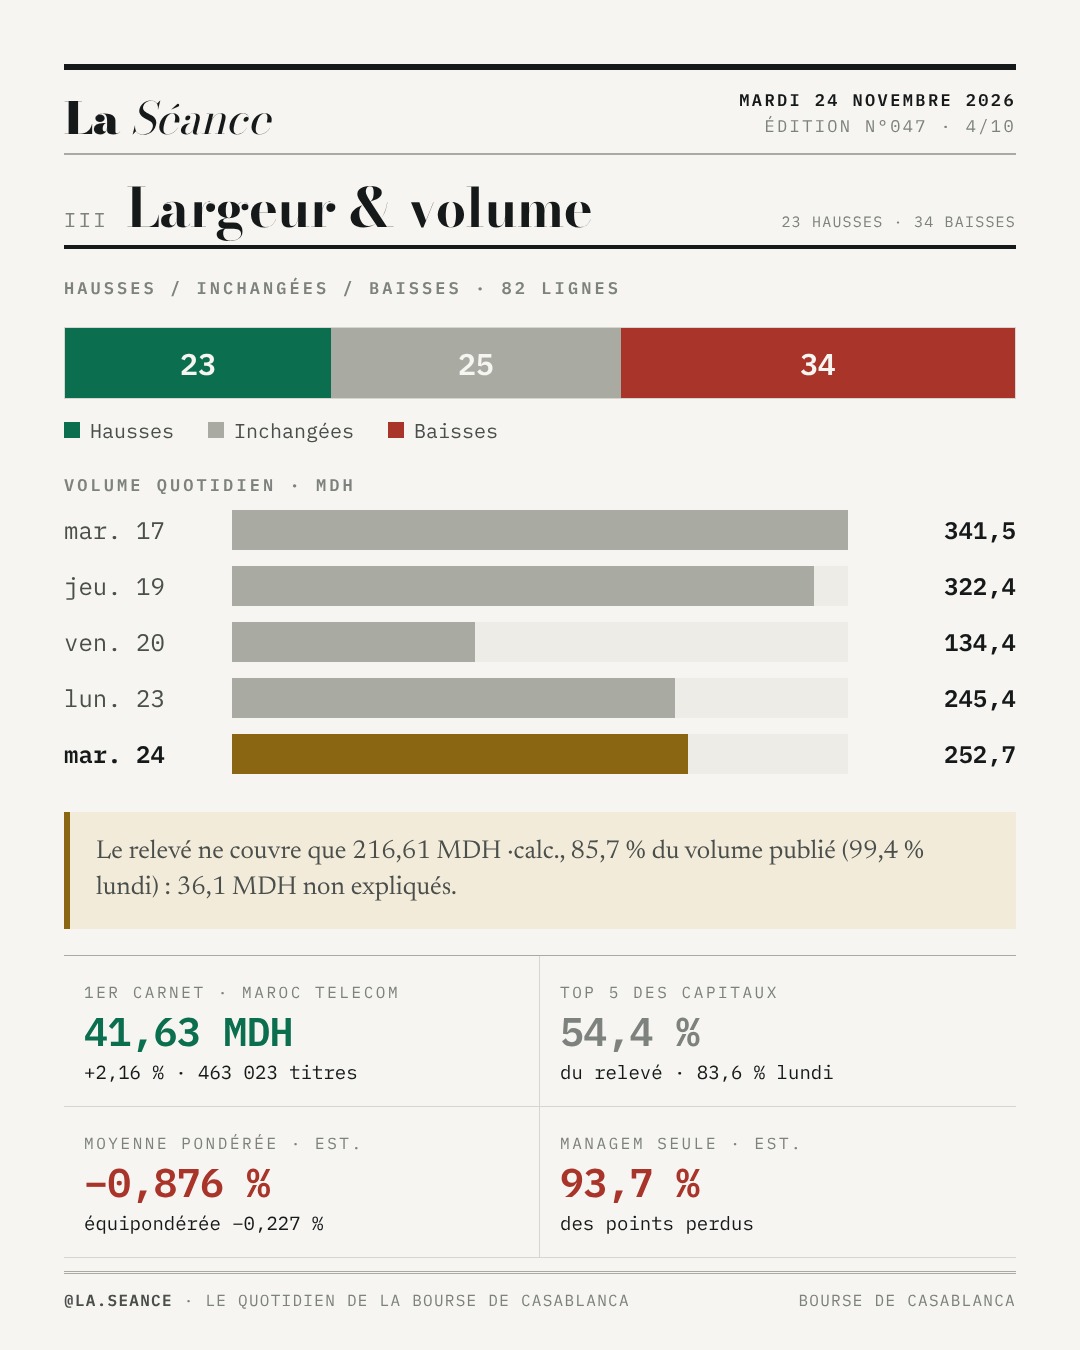 La Séance
MARDI 24 NOVEMBRE 2026
ÉDITION N°047 · 4/10
III Largeur & volume
23 HAUSSES · 34 BAISSES
HAUSSES / INCHANGÉES / BAISSES · 82 LIGNES
23 25 34
Hausses Inchangées Baisses
VOLUME QUOTIDIEN · MDH
mar. 17 341,5
jeu. 19 322,4
ven. 20 134,4
lun. 23 245,4
mar. 24 252,7
Le relevé ne couvre que 216,61 MDH ·calc., 85,7 % du volume publié (99,4 %
lundi) : 36,1 MDH non expliqués.
1ER CARNET · MAROC TELECOM
41,63 MDH
+2,16 % · 463 023 titres
TOP 5 DES CAPITAUX
54,4 %
du relevé · 83,6 % lundi
MOYENNE PONDÉRÉE · EST.
−0,876 %
équipondérée −0,227 %
MANAGEM SEULE · EST.
93,7 %
des points perdus
@LA.SEANCE · LE QUOTIDIEN DE LA BOURSE DE CASABLANCA
BOURSE DE CASABLANCA